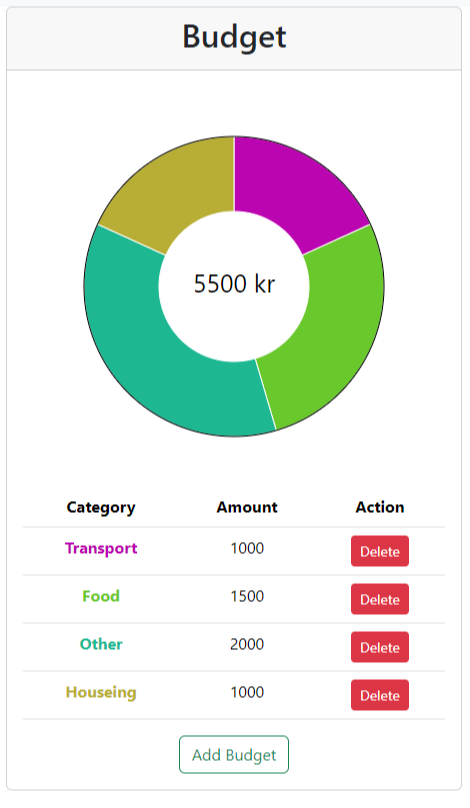 Budget
5500 kr
Category Amount Action
Transport 1000 Delete
Food 1500 Delete
Other 2000 Delete
Houseing 1000 Delete
Add Budget